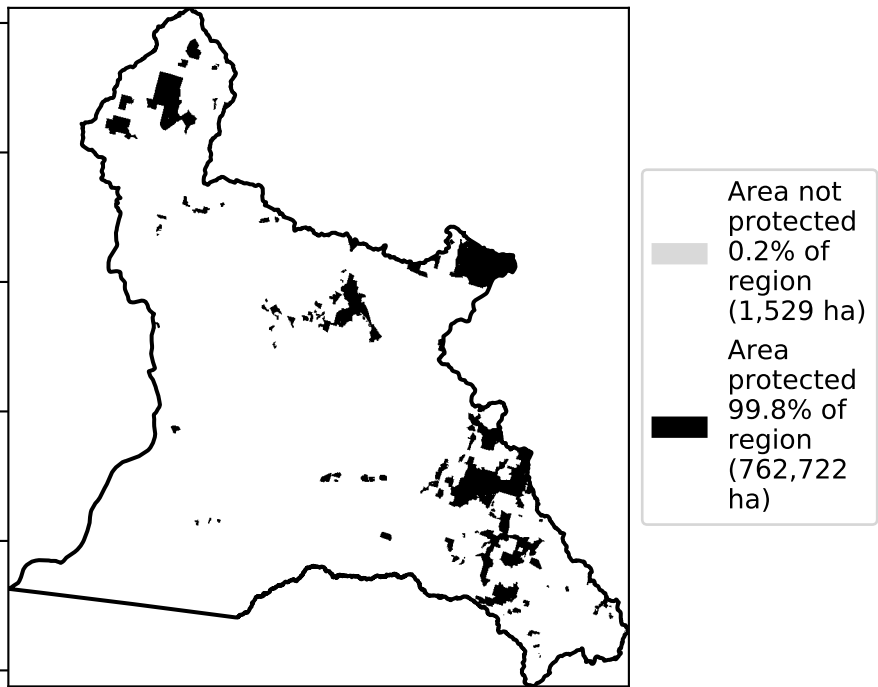 Area not
protected
0.2% of
region
(1,529 ha)
Area
protected
99.8% of
region
(762,722
ha)